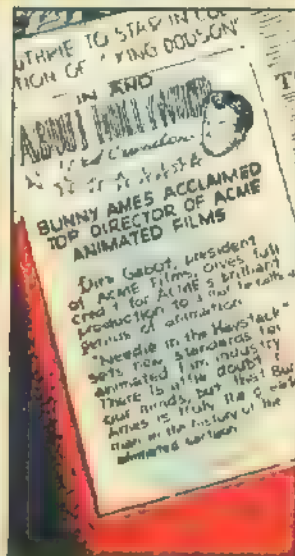 UTHRIE TO STAR IN
TION OF "KING DODSON"
IN AND
ABOUT HOLLYWOOD
BUNNY AMES ACCLAIMED
TOP DIRECTOR OF ACME
ANIMATED FILMS
Dirk Gabot, president
of ACME Films, gives full
credit for ACME's brilliant
production to
genius of animation
"Needle in the Haystack"
sets new standards for
animated film industry
There is little doubt
our minds, but that Bun
Ames is truly the
man in the history of the
animated cartoon